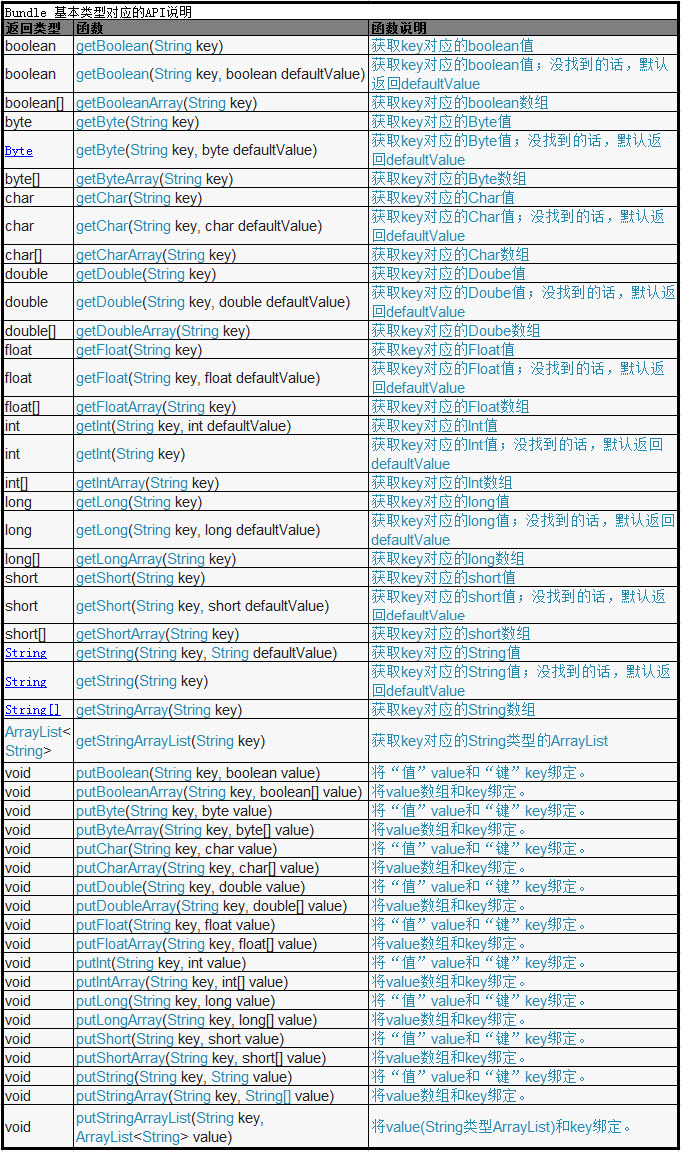 Bundle 基本类型对应的API说明
返回类型 函数 函数说明
boolean getBoolean(String key) 获取key对应的boolean值
boolean getBoolean(String key, boolean defaultValue) 获取key对应的boolean值；没找到的话，默认
返回defaultValue
boolean[] getBooleanArray(String key) 获取key对应的boolean数组
byte getByte(String key) 获取key对应的Byte值
Byte getByte(String key, byte defaultValue) 获取key对应的Byte值；没找到的话，默认返
回defaultValue
byte[] getByteArray(String key) 获取key对应的Byte数组
char getChar(String key) 获取key对应的Char值
char getChar(String key, char defaultValue) 获取key对应的Char值；没找到的话，默认返
回defaultValue
char[] getCharArray(String key) 获取key对应的Char数组
double getDouble(String key) 获取key对应的Doube值
double getDouble(String key, double defaultValue) 获取key对应的Doube值；没找到的话，默认返
回defaultValue
double[] getDoubleArray(String key) 获取key对应的Doube数组
float getFloat(String key) 获取key对应的Float值
float getFloat(String key, float defaultValue) 获取key对应的Float值；没找到的话，默认返
回defaultValue
float[] getFloatArray(String key) 获取key对应的Float数组
int getInt(String key, int defaultValue) 获取key对应的Int值
int getInt(String key) 获取key对应的Int值；没找到的话，默认返回
defaultValue
int[] getIntArray(String key) 获取key对应的Int数组
long getLong(String key) 获取key对应的long值
long getLong(String key, long defaultValue) 获取key对应的long值；没找到的话，默认返回
defaultValue
long[] getLongArray(String key) 获取key对应的long数组
short getShort(String key) 获取key对应的short值
short getShort(String key, short defaultValue) 获取key对应的short值；没找到的话，默认返
回defaultValue
short[] getShortArray(String key) 获取key对应的short数组
String getString(String key, String defaultValue) 获取key对应的String值
String getString(String key) 获取key对应的String值；没找到的话，默认返
回defaultValue
String[] getStringArray(String key) 获取key对应的String数组
ArrayList<
String> getStringArrayList(String key) 获取key对应的String类型的ArrayList
void putBoolean(String key, boolean value) 将“值”value和“键”key绑定。
void putBooleanArray(String key, boolean[] value) 将value数组和key绑定。
void putByte(String key, byte value) 将“值”value和“键”key绑定。
void putByteArray(String key, byte[] value) 将value数组和key绑定。
void putChar(String key, char value) 将“值”value和“键”key绑定。
void putCharArray(String key, char[] value) 将value数组和key绑定。
void putDouble(String key, double value) 将“值”value和“键”key绑定。
void putDoubleArray(String key, double[] value) 将value数组和key绑定。
void putFloat(String key, float value) 将“值”value和“键”key绑定。
void putFloatArray(String key, float[] value) 将value数组和key绑定。
void putInt(String key, int value) 将“值”value和“键”key绑定。
void putIntArray(String key, int[] value) 将value数组和key绑定。
void putLong(String key, long value) 将“值”value和“键”key绑定。
void putLongArray(String key, long[] value) 将value数组和key绑定。
void putShort(String key, short value) 将“值”value和“键”key绑定。
void putShortArray(String key, short[] value) 将value数组和key绑定。
void putString(String key, String value) 将“值”value和“键”key绑定。
void putStringArray(String key, String[] value) 将value数组和key绑定。
void putStringArrayList(String key,
ArrayList<String> value) 将value(String类型ArrayList)和key绑定。